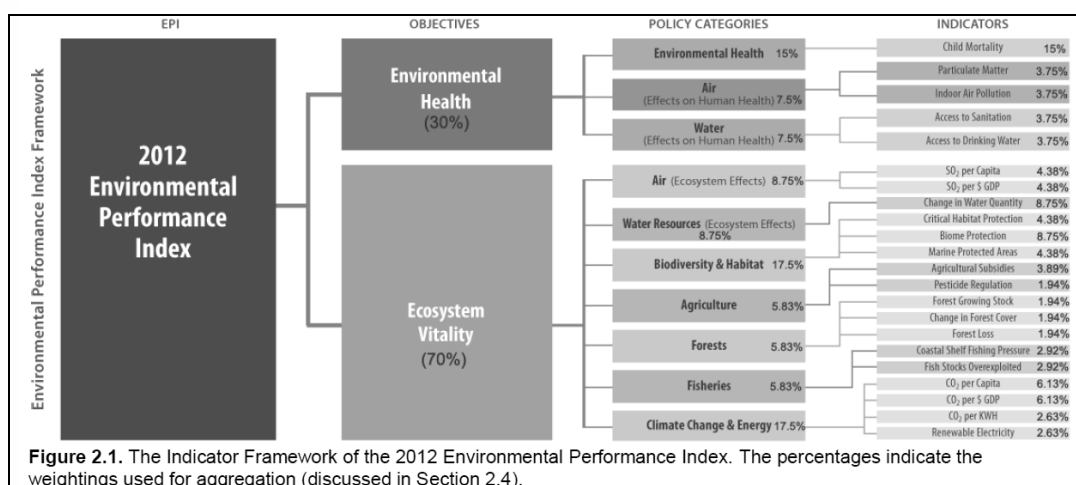 EPI
OBJECTIVES
POLICY CATEGORIES
INDICATORS
Environmental Performance Index Framework
2012
Environmental
Performance
Index
Environmental
Health
(30%)
Ecosystem
Vitality
(70%)
Environmental Health 15%
Air
(Effects on Human Health) 7.5%
Water
(Effects on Human Health) 7.5%
Air (Ecosystem Effects) 8.75%
Water Resources (Ecosystem Effects)
8.75%
Biodiversity & Habitat 17.5%
Agriculture 5.83%
Forests 5.83%
Fisheries 5.83%
Climate Change & Energy 17.5%
Child Mortality 15%
Particulate Matter 3.75%
Indoor Air Pollution 3.75%
Access to Sanitation 3.75%
Access to Drinking Water 3.75%
SO₂ per Capita 4.38%
SO₂ per $ GDP 4.38%
Change in Water Quantity 8.75%
Critical Habitat Protection 4.38%
Biome Protection 8.75%
Marine Protected Areas 4.38%
Agricultural Subsidies 3.89%
Pesticide Regulation 1.94%
Forest Growing Stock 1.94%
Change in Forest Cover 1.94%
Forest Loss 1.94%
Coastal Shelf Fishing Pressure 2.92%
Fish Stocks Overexploited 2.92%
CO₂ per Capita 6.13%
CO₂ per $ GDP 6.13%
CO₂ per KWH 2.63%
Renewable Electricity 2.63%
Figure 2.1. The Indicator Framework of the 2012 Environmental Performance Index. The percentages indicate the
weightings used for aggregation (discussed in Section 2.4).